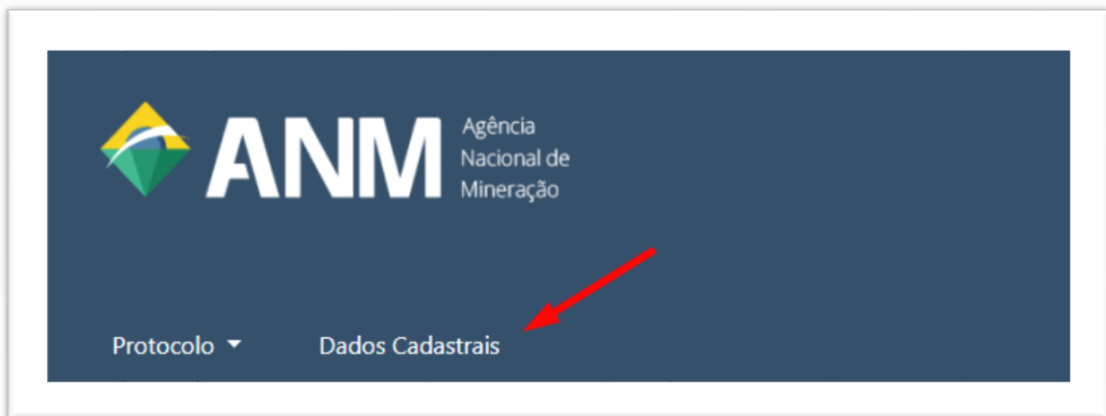 ANM
Agência
Nacional de
Mineração
Protocolo
Dados Cadastrais